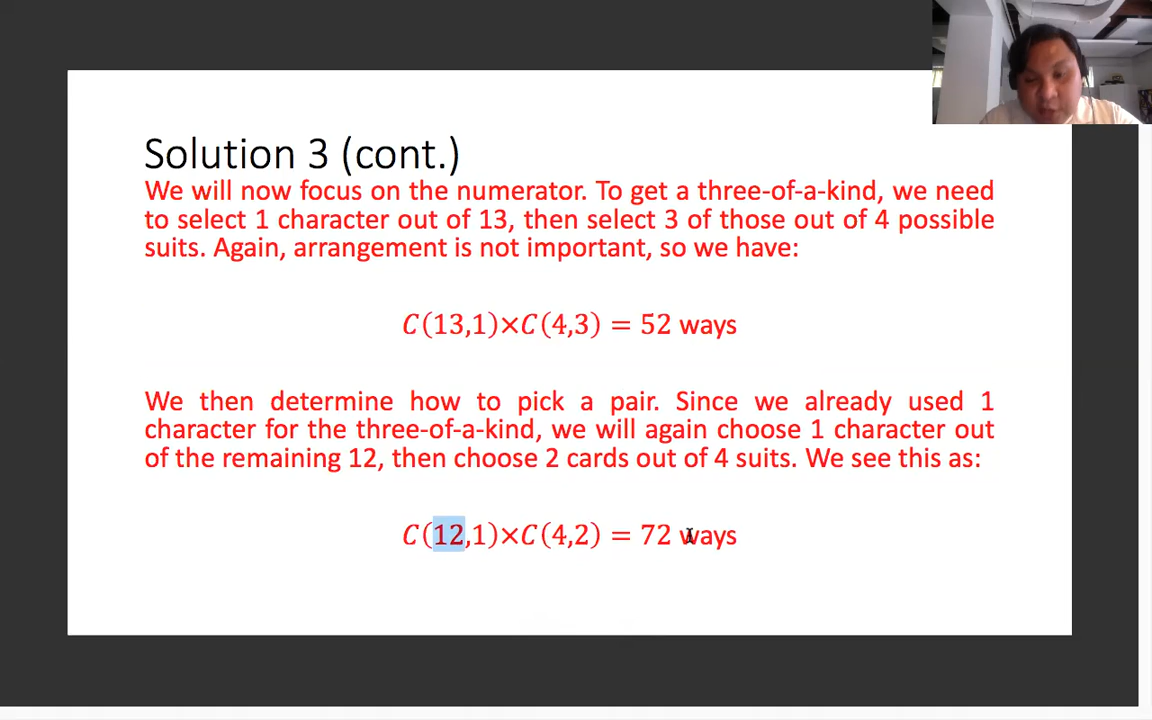 Solution 3 (cont.)
We will now focus on the numerator. To get a three-of-a-kind, we need
to select 1 character out of 13, then select 3 of those out of 4 possible
suits. Again, arrangement is not important, so we have:
C(13,1)×C(4,3) = 52 ways
We then determine how to pick a pair. Since we already used 1
character for the three-of-a-kind, we will again choose 1 character out
of the remaining 12, then choose 2 cards out of 4 suits. We see this as:
C(12,1)×C(4,2) = 72 ways